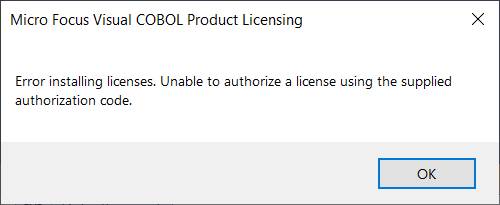 Micro Focus Visual COBOL Product Licensing
Error installing licenses. Unable to authorize a license using the supplied
authorization code.
OK